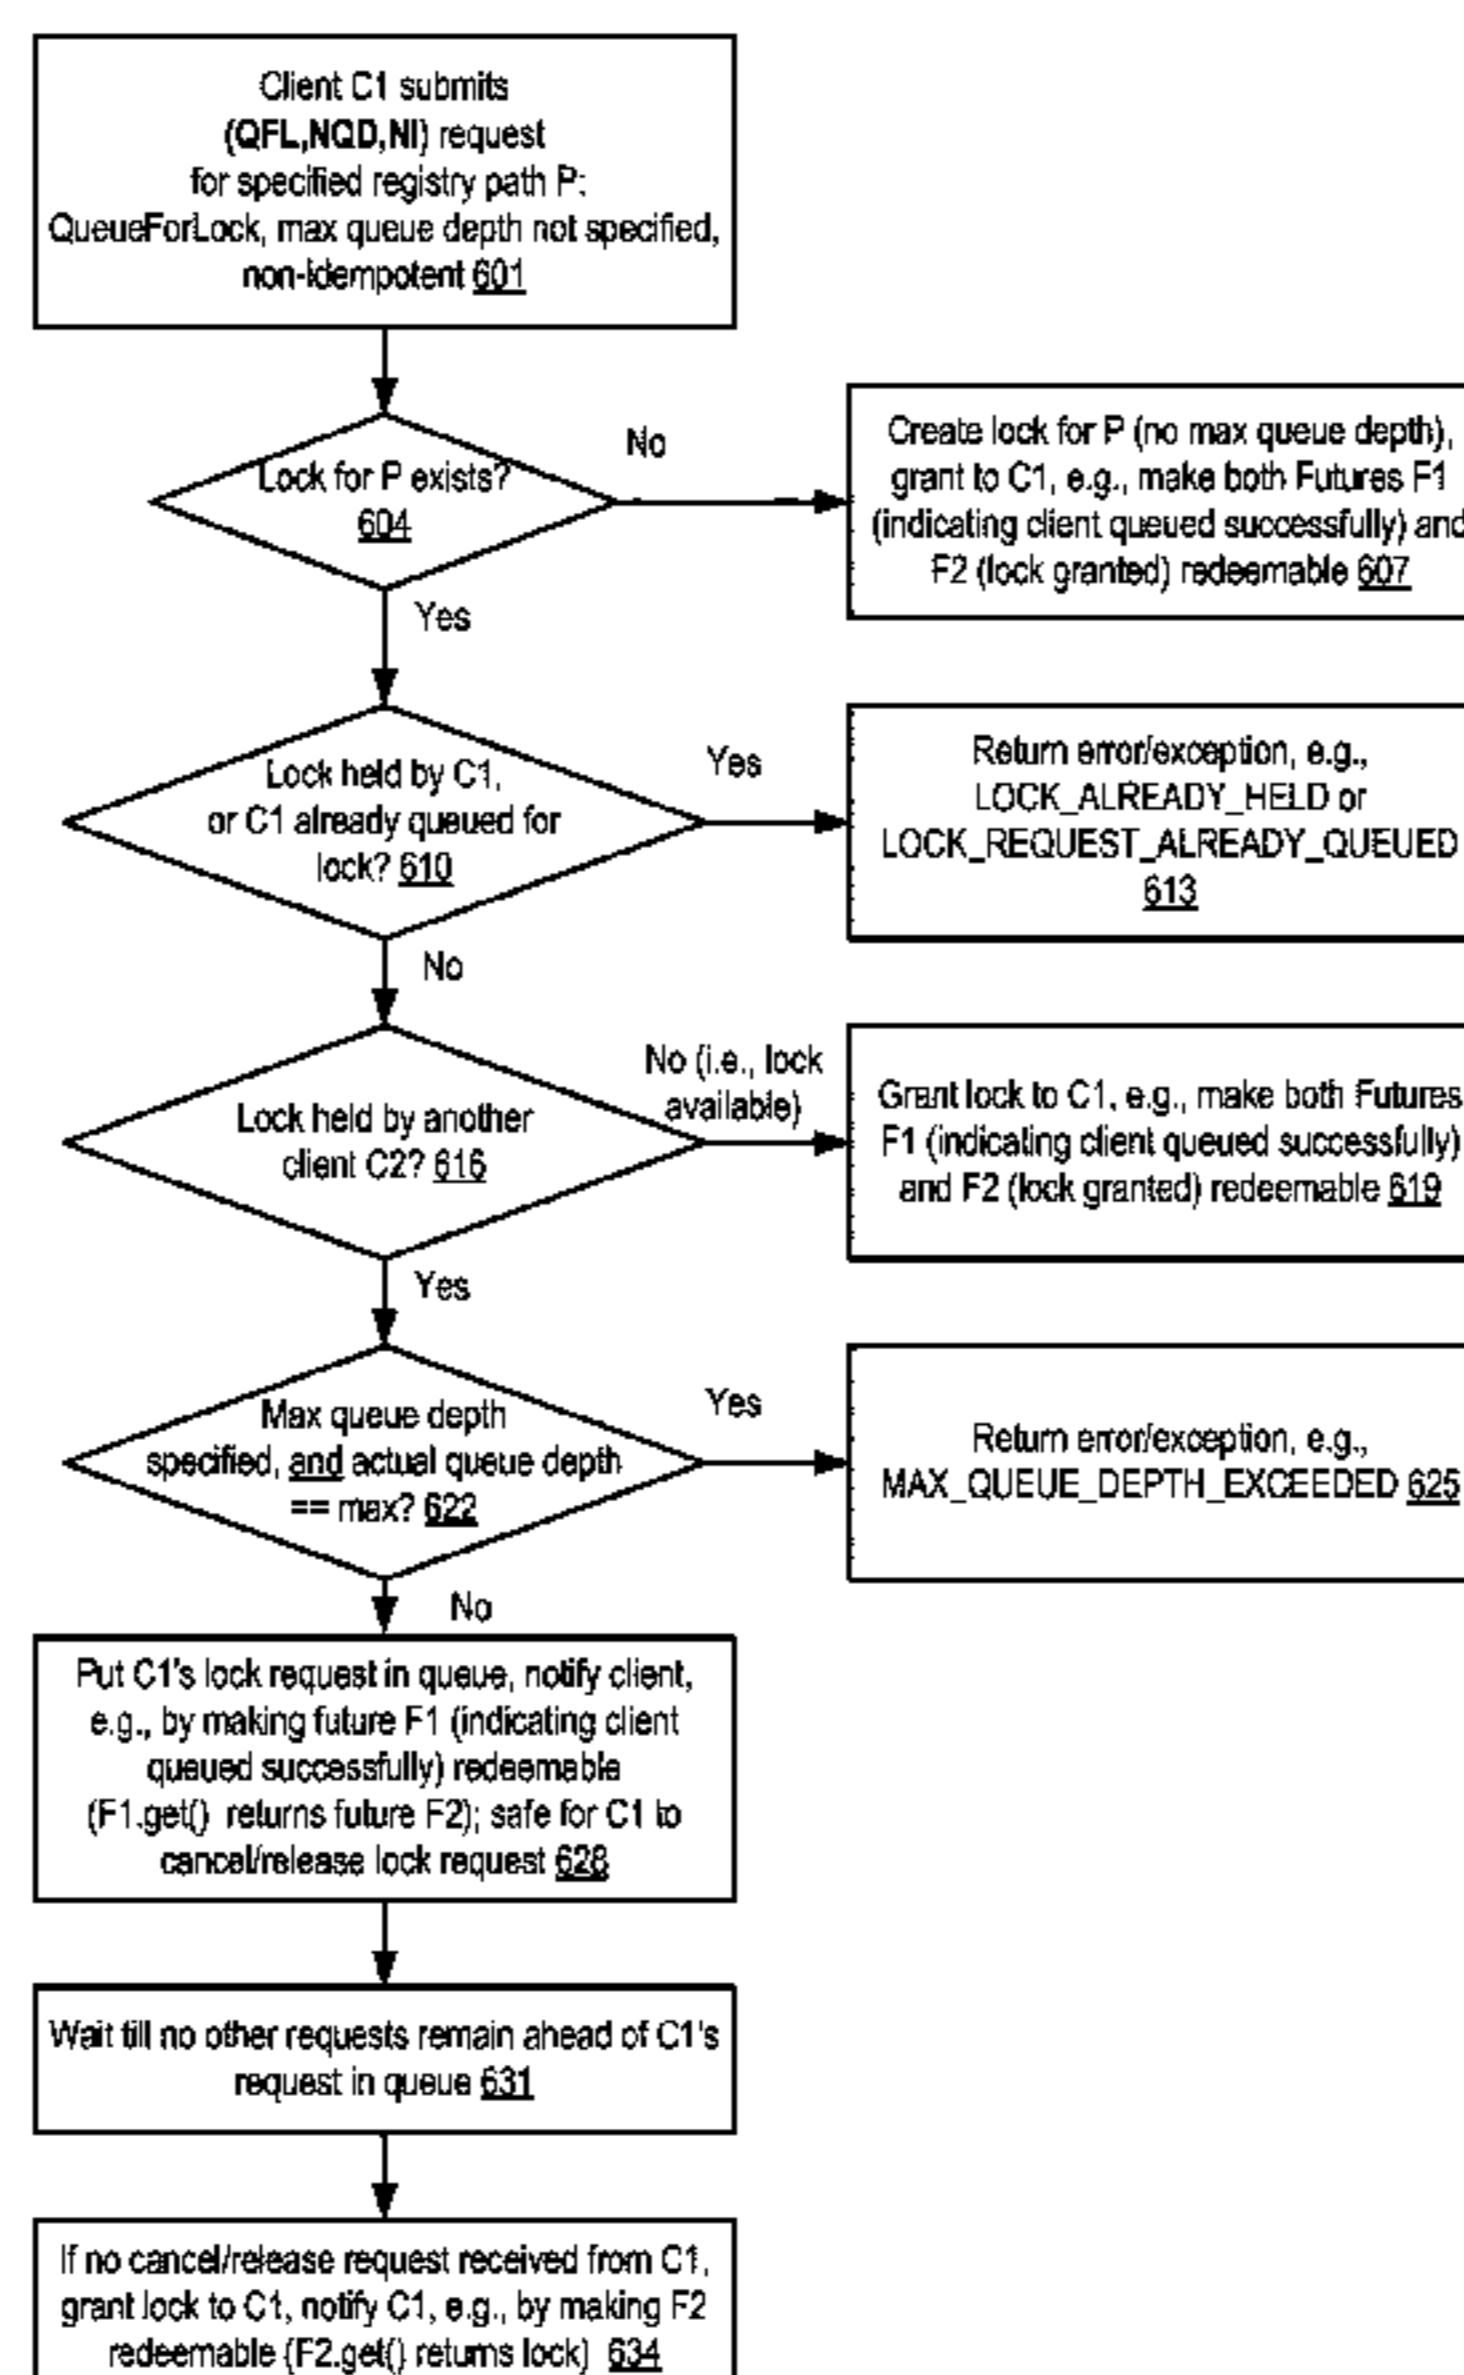 Client C1 submits
(QFL,NQD,NI) request
for specified registry path P:
QueueForLock, max queue depth not specified,
non-idempotent 601
Lock for P exists?
604
No
Create lock for P (no max queue depth),
grant to C1, e.g., make both Futures F1
(indicating client queued successfully) and
F2 (lock granted) redeemable 607
Yes
Lock held by C1,
or C1 already queued for
lock? 610
Yes
Return error/exception, e.g.,
LOCK_ALREADY_HELD or
LOCK_REQUEST_ALREADY_QUEUED
613
No
Lock held by another
client C2? 616
No (i.e., lock
available)
Grant lock to C1, e.g., make both Futures
F1 (indicating client queued successfully)
and F2 (lock granted) redeemable 619
Yes
Max queue depth
specified, and actual queue depth
== max? 622
Yes
Return error/exception, e.g.,
MAX_QUEUE_DEPTH_EXCEEDED 625
No
Put C1's lock request in queue, notify client,
e.g., by making future F1 (indicating client
queued successfully) redeemable
(F1.get() returns future F2); safe for C1 to
cancel/release lock request 628
Wait till no other requests remain ahead of C1's
request in queue 631
If no cancel/release request received from C1,
grant lock to C1, notify C1, e.g., by making F2
redeemable (F2.get() returns lock) 634